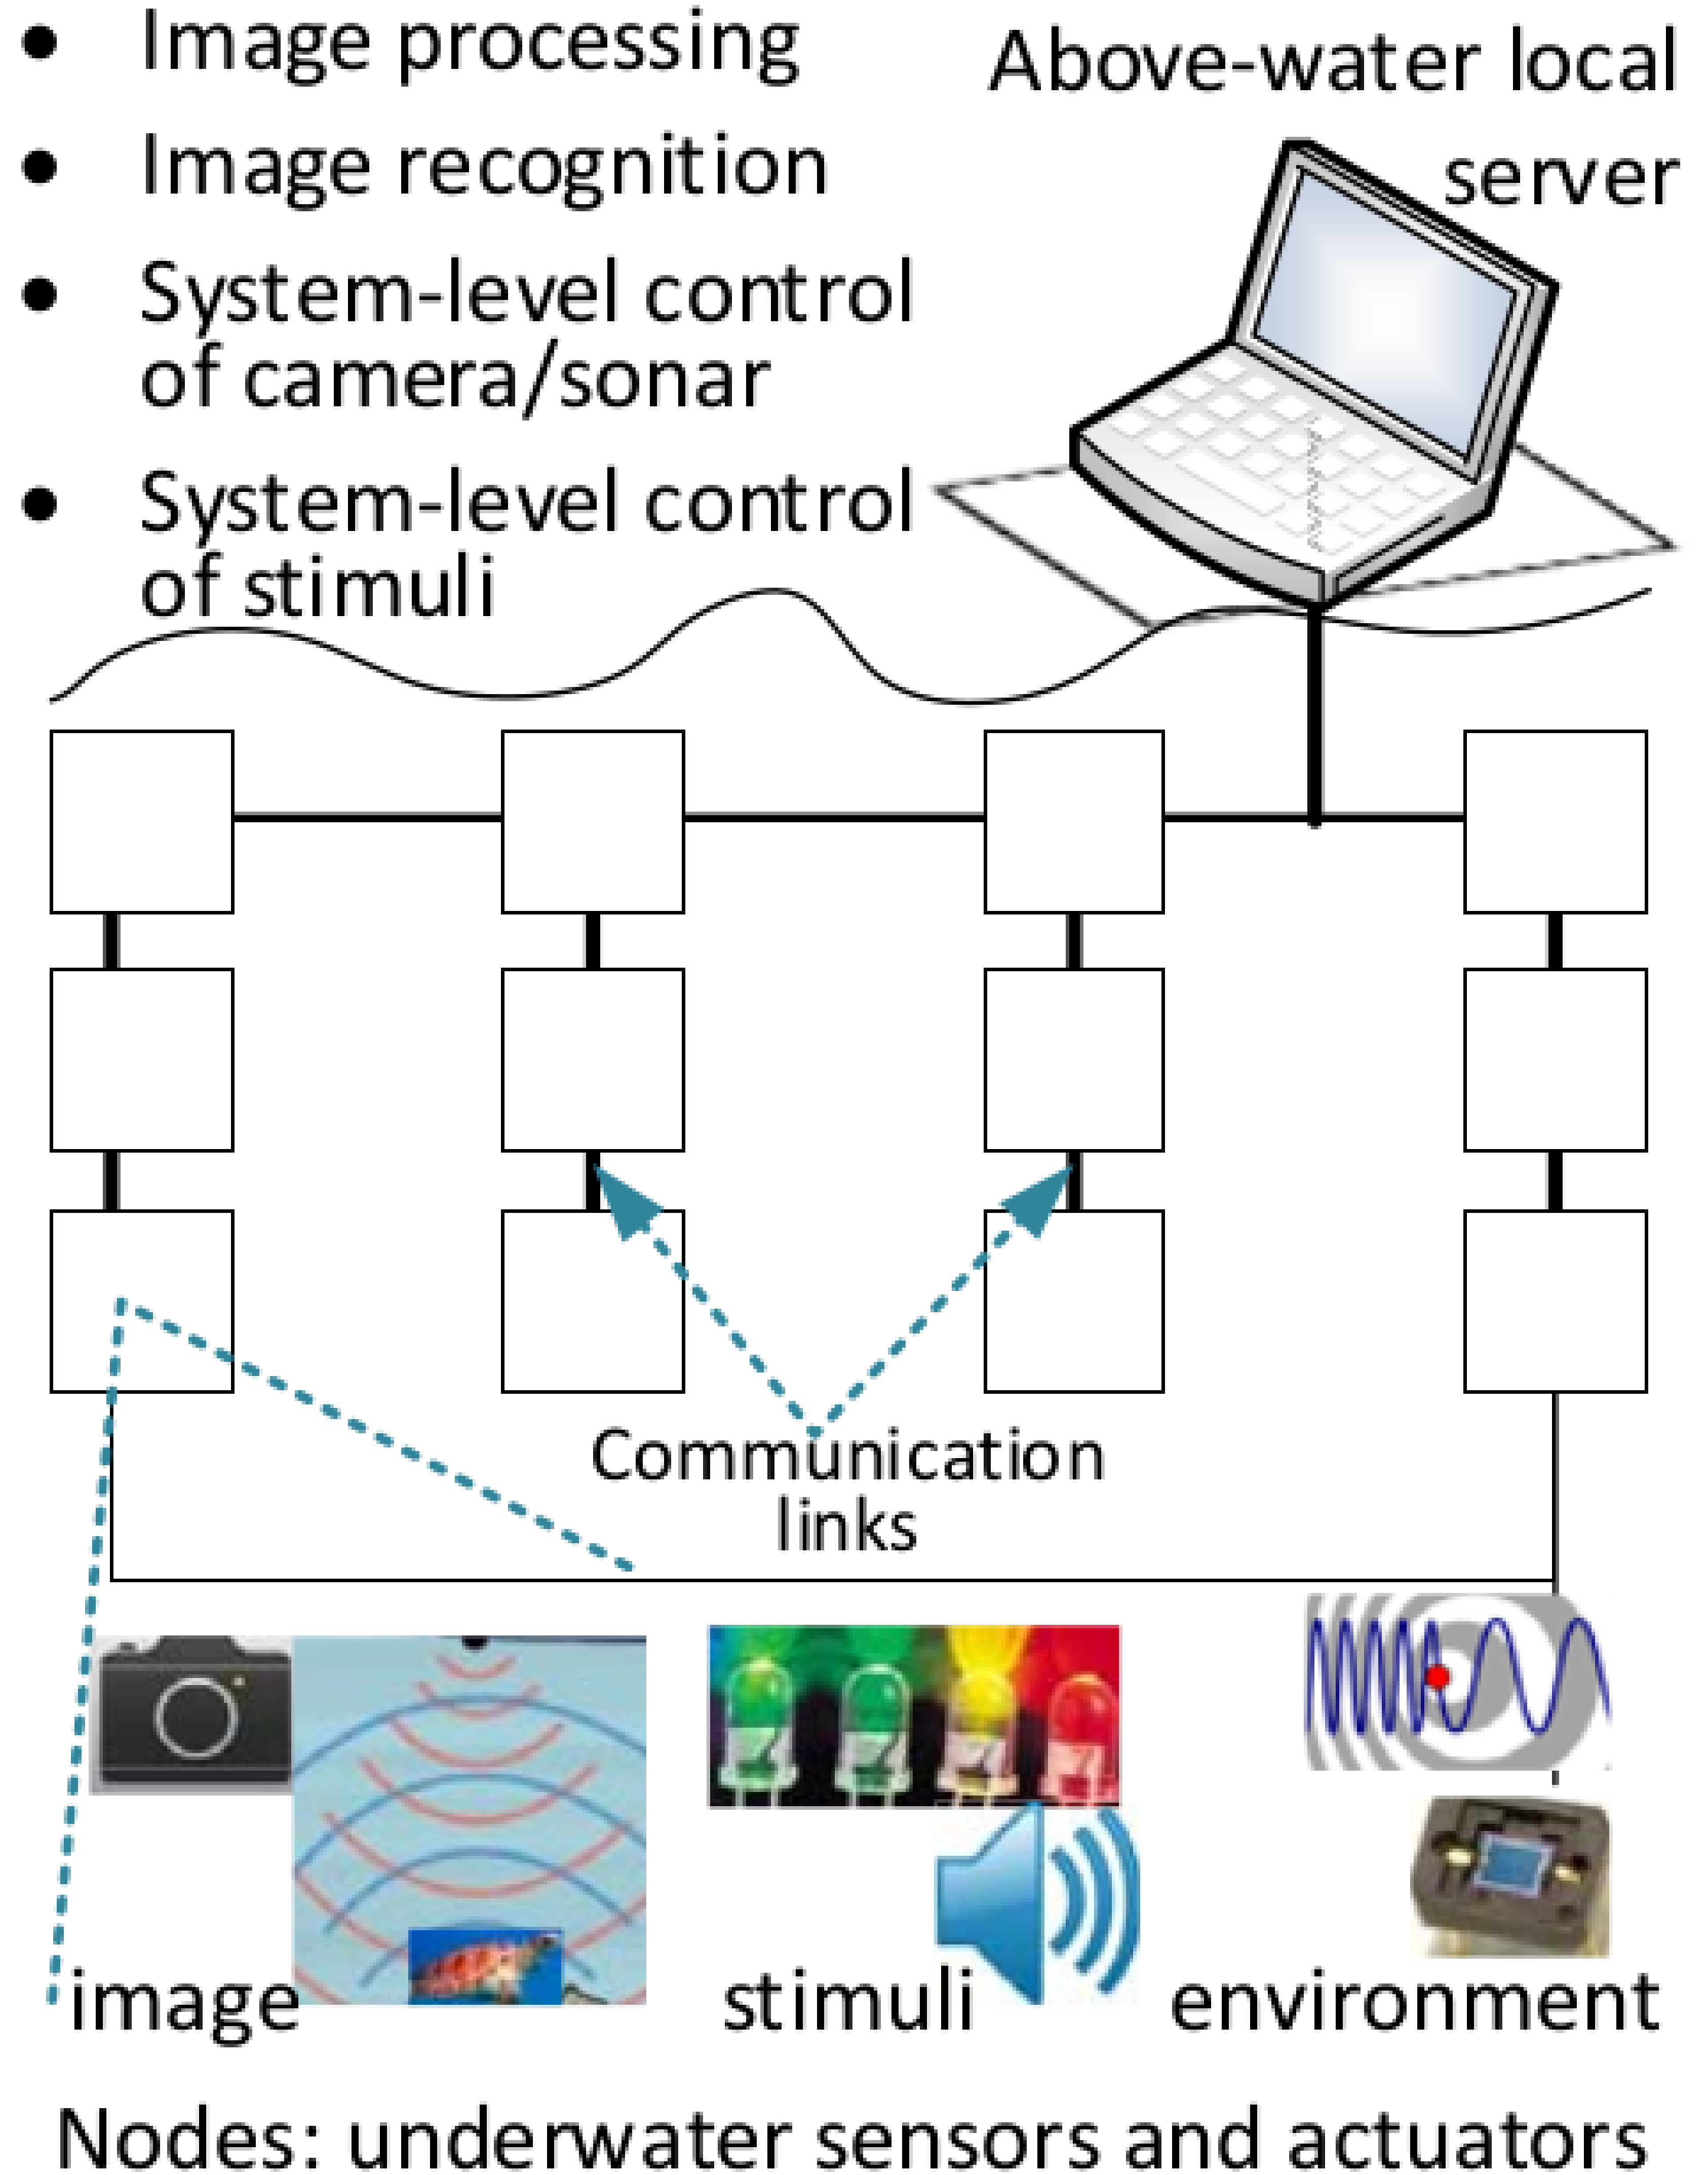 • Image processing
• Image recognition
• System-level control
of camera/sonar
• System-level control
of stimuli
Above-water local
server
Communication
links
image
stimuli
environment
Nodes: underwater sensors and actuators